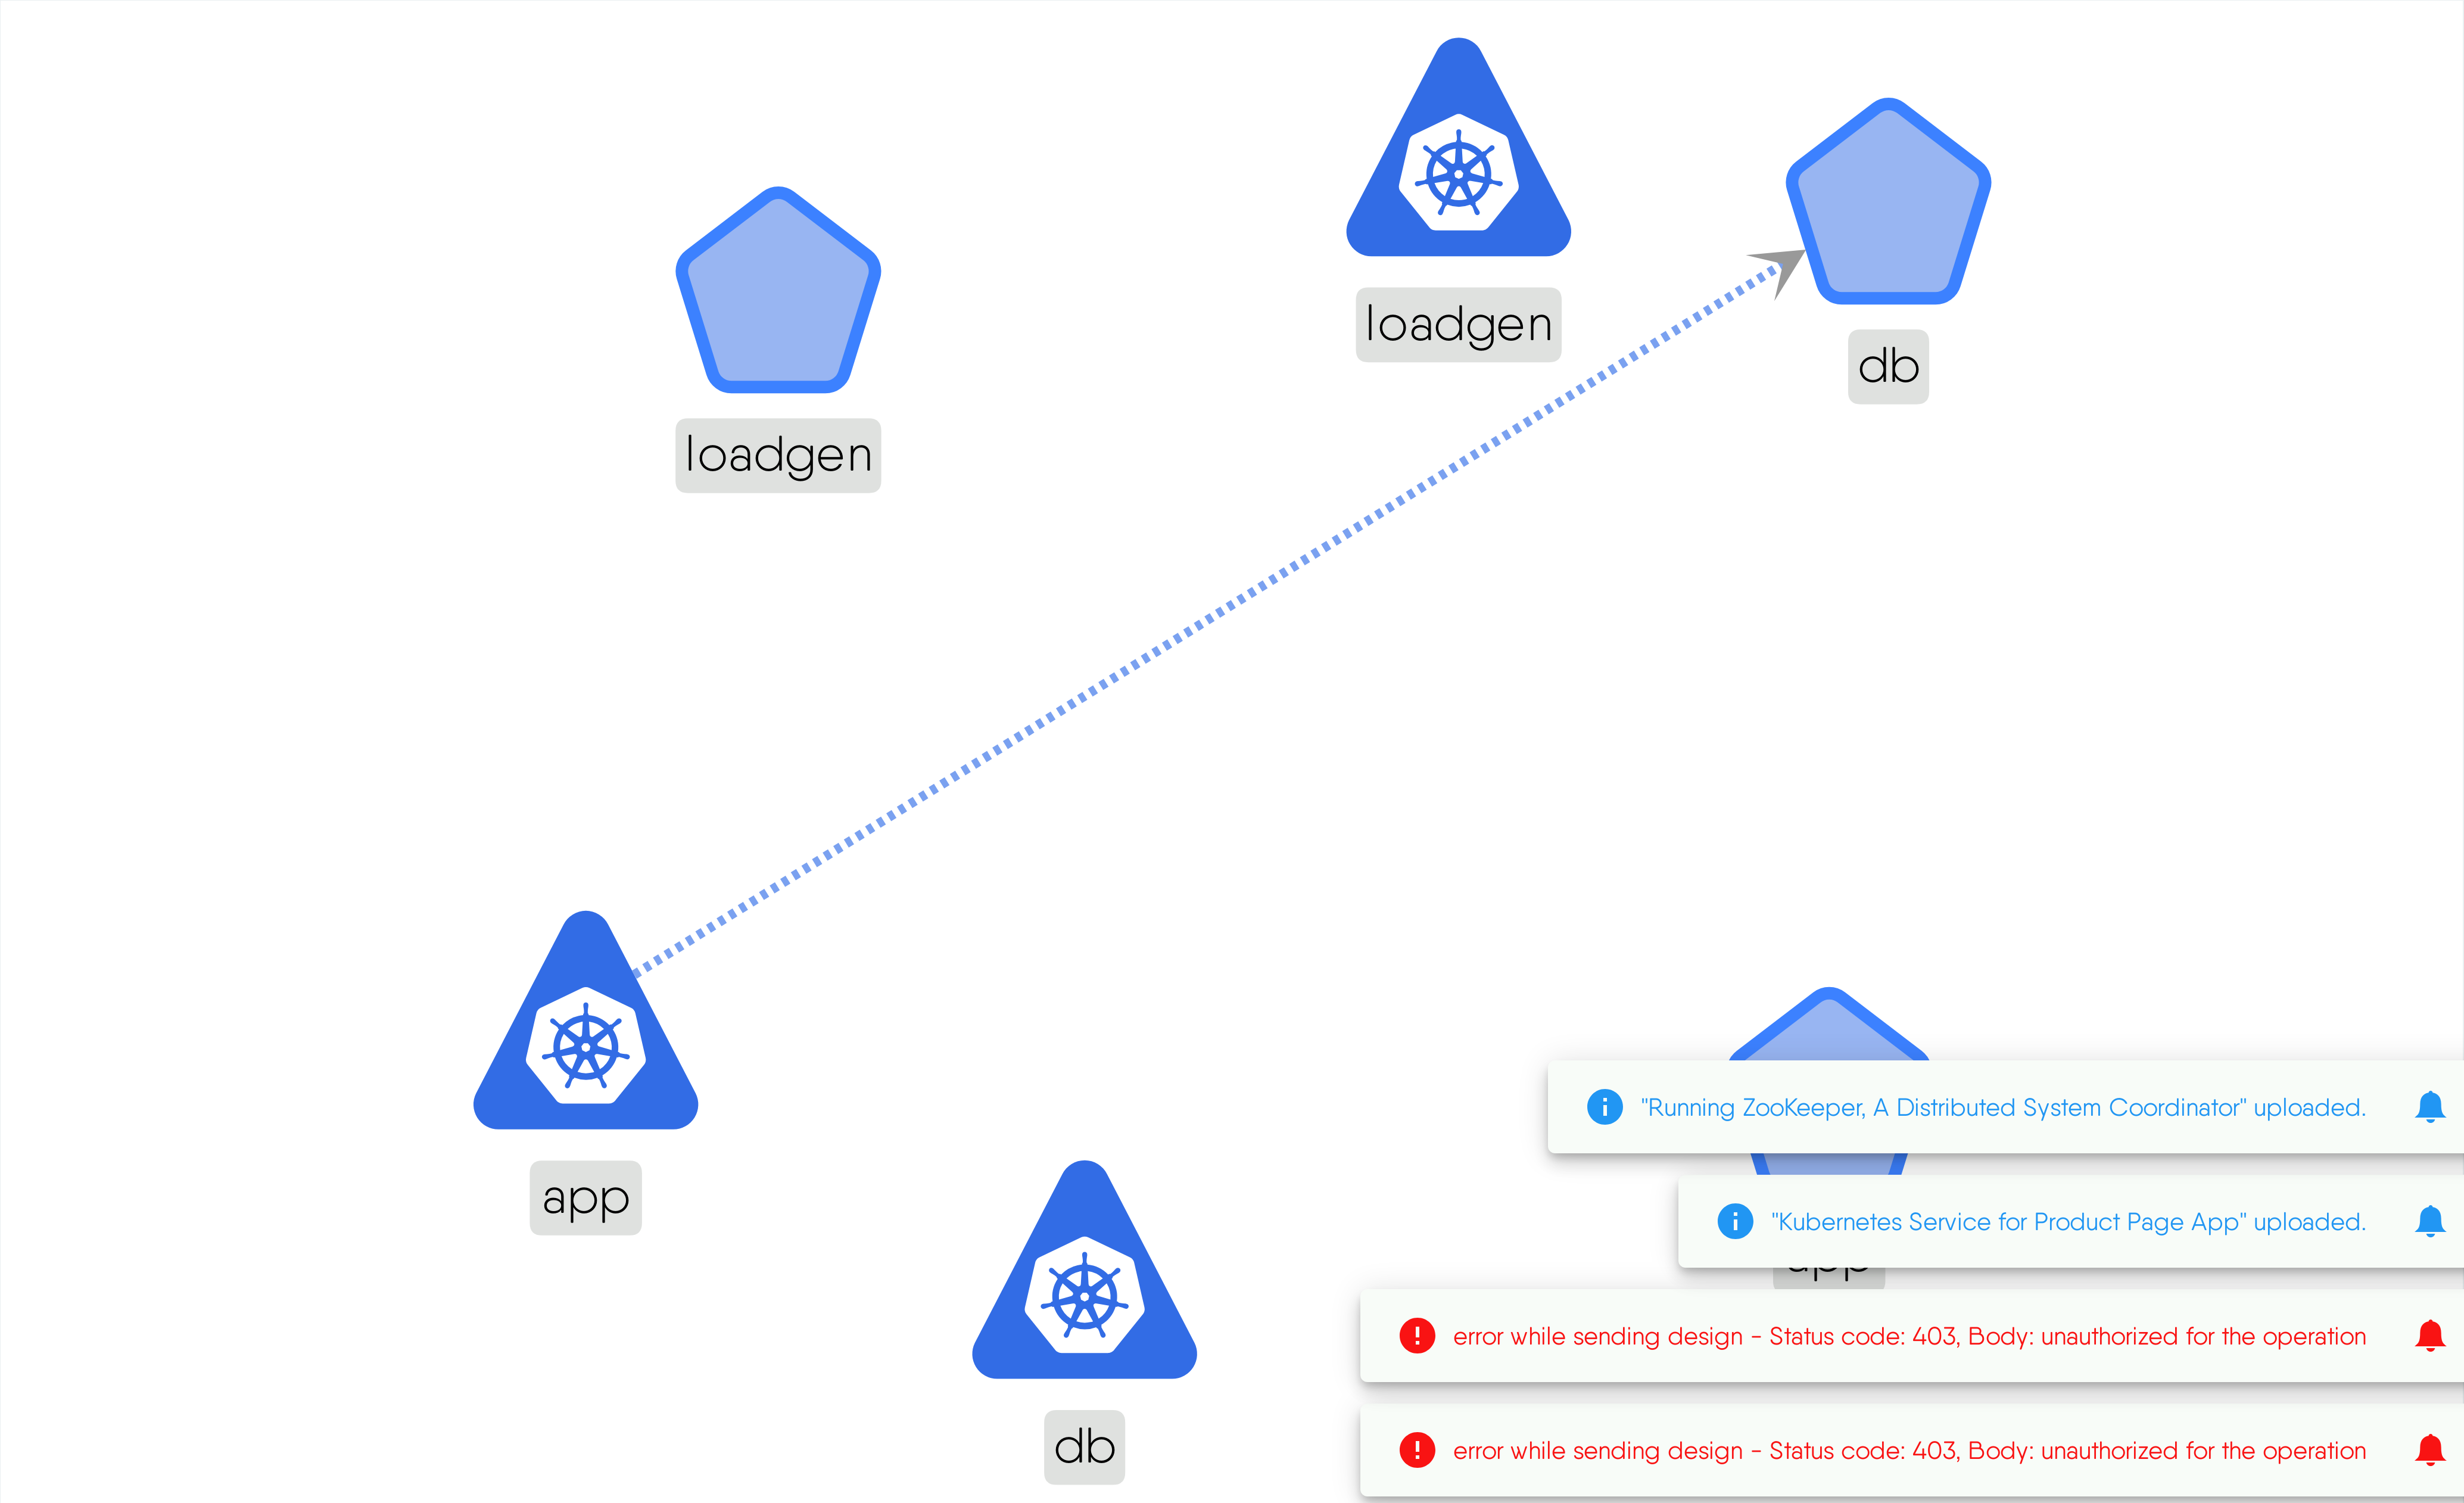 loadgen
db
loadgen
app
"Running ZooKeeper, A Distributed System Coordinator" uploaded.
"Kubernetes Service for Product Page App" uploaded.
app
error while sending design - Status code: 403, Body: unauthorized for the operation
db
error while sending design - Status code: 403, Body: unauthorized for the operation